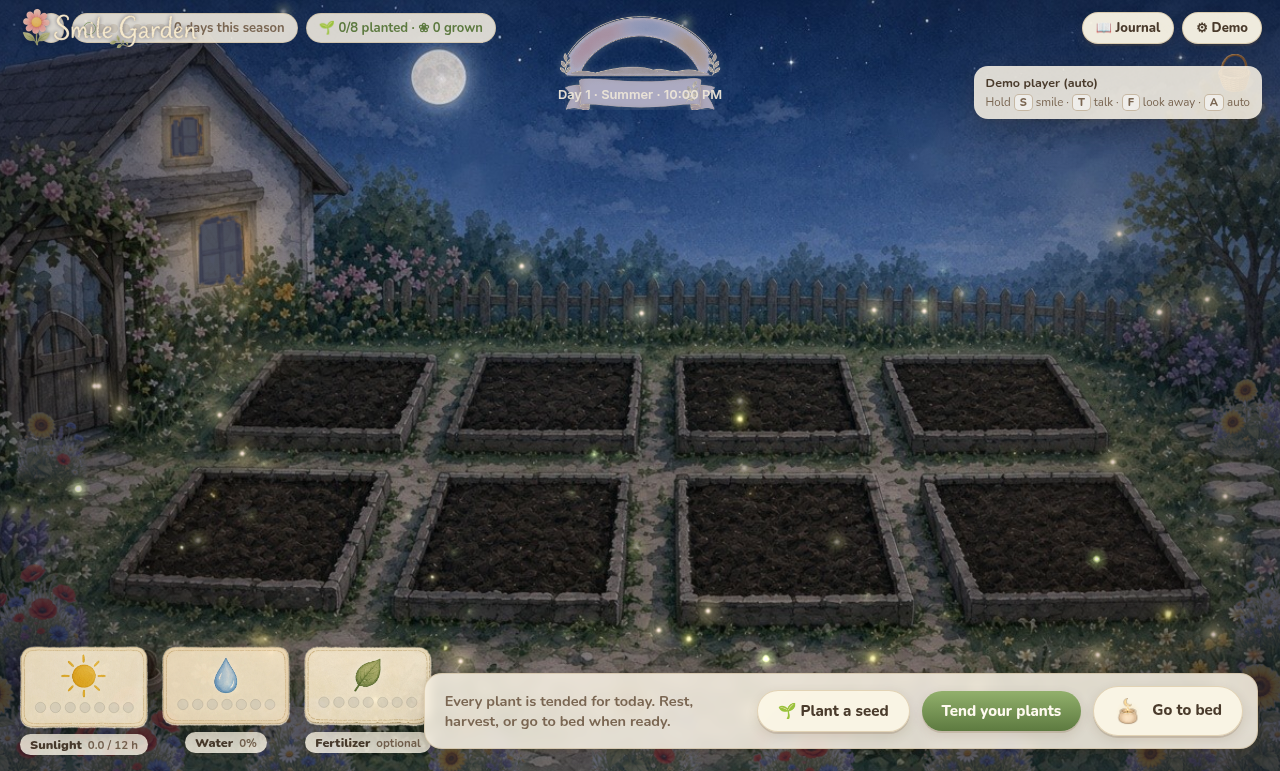 Smile Garden
days this season
🌱 0/8 planted · ❀ 0 grown
Day 1 · Summer · 10:00 PM
📖 Journal
⚙ Demo
Demo player (auto)
Hold S smile · T talk · F look away · A auto
Sunlight 0.0 / 12 h
Water 0%
Fertilizer optional
Every plant is tended for today. Rest,
harvest, or go to bed when ready.
🌱 Plant a seed
Tend your plants
Go to bed